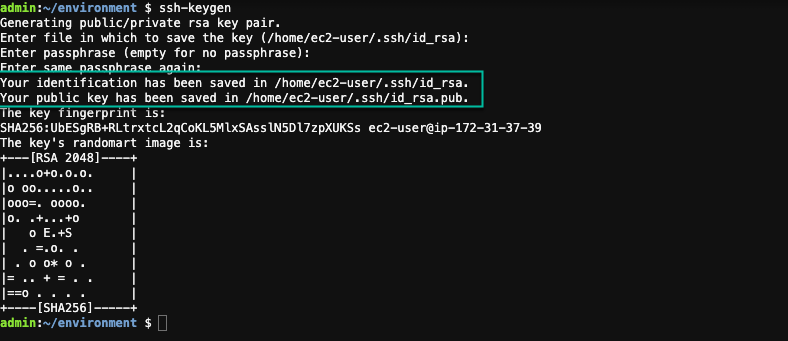 admin:~/environment $ ssh-keygen
Generating public/private rsa key pair.
Enter file in which to save the key (/home/ec2-user/.ssh/id_rsa):
Enter passphrase (empty for no passphrase):
Enter same passphrase again:
Your identification has been saved in /home/ec2-user/.ssh/id_rsa.
Your public key has been saved in /home/ec2-user/.ssh/id_rsa.pub.
The key fingerprint is:
SHA256:UbESgRB+RLtrxtcL2qCoKL5MlxSAsslN5Dl7zpXUKSs ec2-user@ip-172-31-37-39
The key's randomart image is:
+---[RSA 2048]----+
|....o+o.o.o.     |
|o oo.....o..     |
|ooo=. oooo.      |
|o. .+...+o       |
|   o E.+S        |
|  . =.o. .       |
| . o o* o .      |
|= .. + = . .     |
|==o . . . .      |
+----[SHA256]-----+
admin:~/environment $